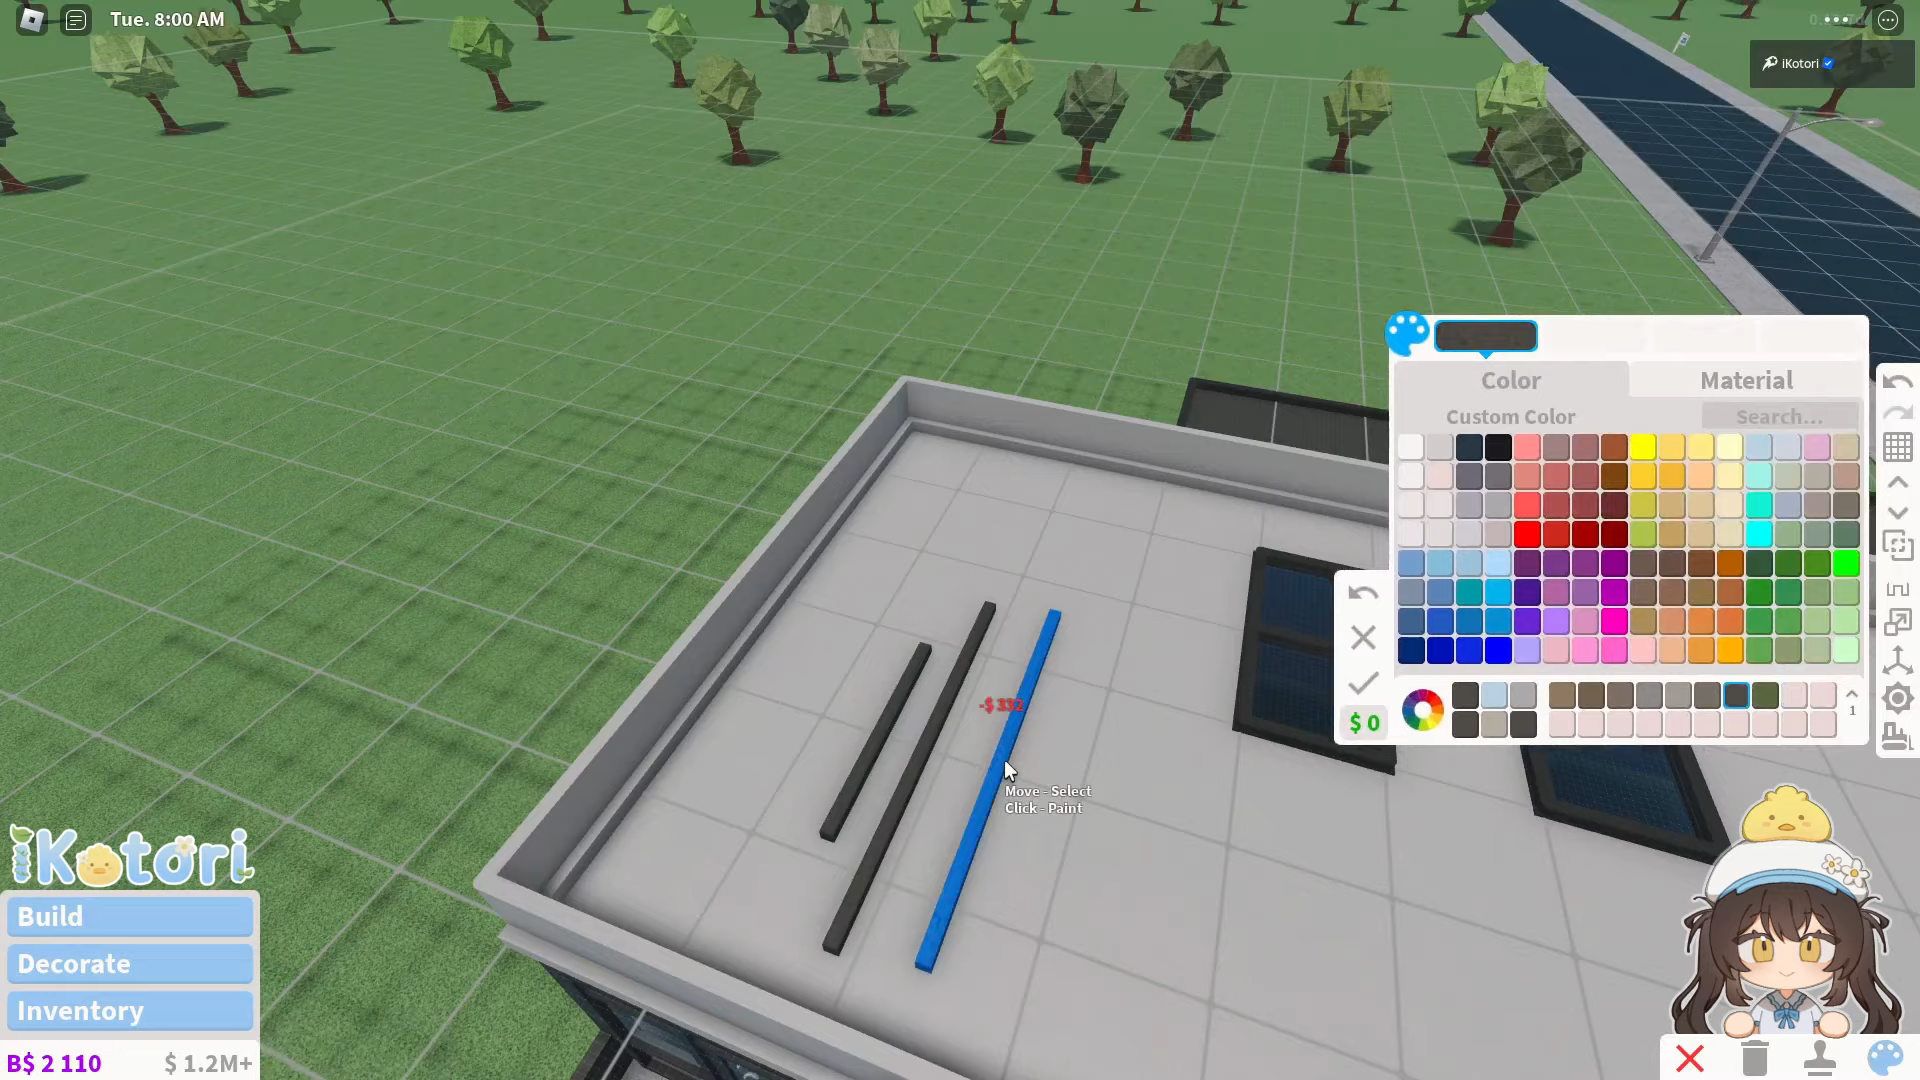 Tue. 8:00 AM
iKotori
Color
Material
Custom Color
Search...
-$ 332
Move - Select
Click - Paint
$ 0
1
iKotori
Build
Decorate
Inventory
B$ 2 110
$ 1.2M+